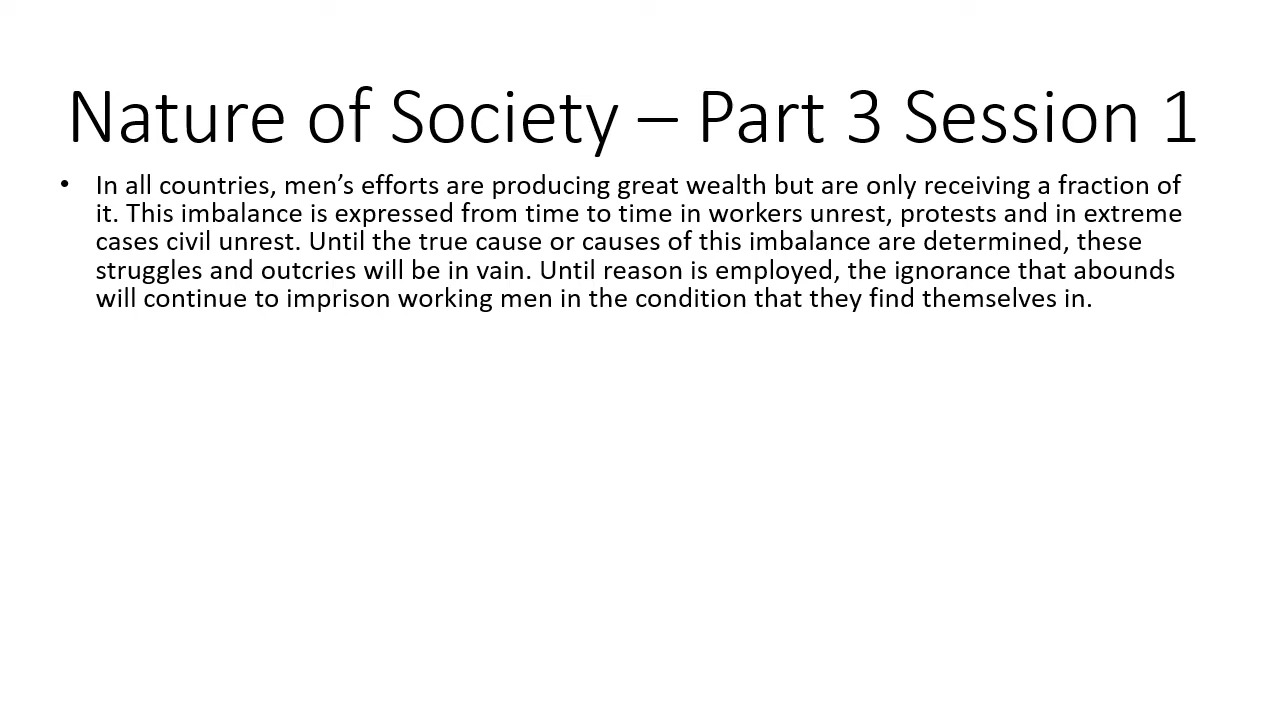 Nature of Society – Part 3 Session 1
• In all countries, men’s efforts are producing great wealth but are only receiving a fraction of
it. This imbalance is expressed from time to time in workers unrest, protests and in extreme
cases civil unrest. Until the true cause or causes of this imbalance are determined, these
struggles and outcries will be in vain. Until reason is employed, the ignorance that abounds
will continue to imprison working men in the condition that they find themselves in.